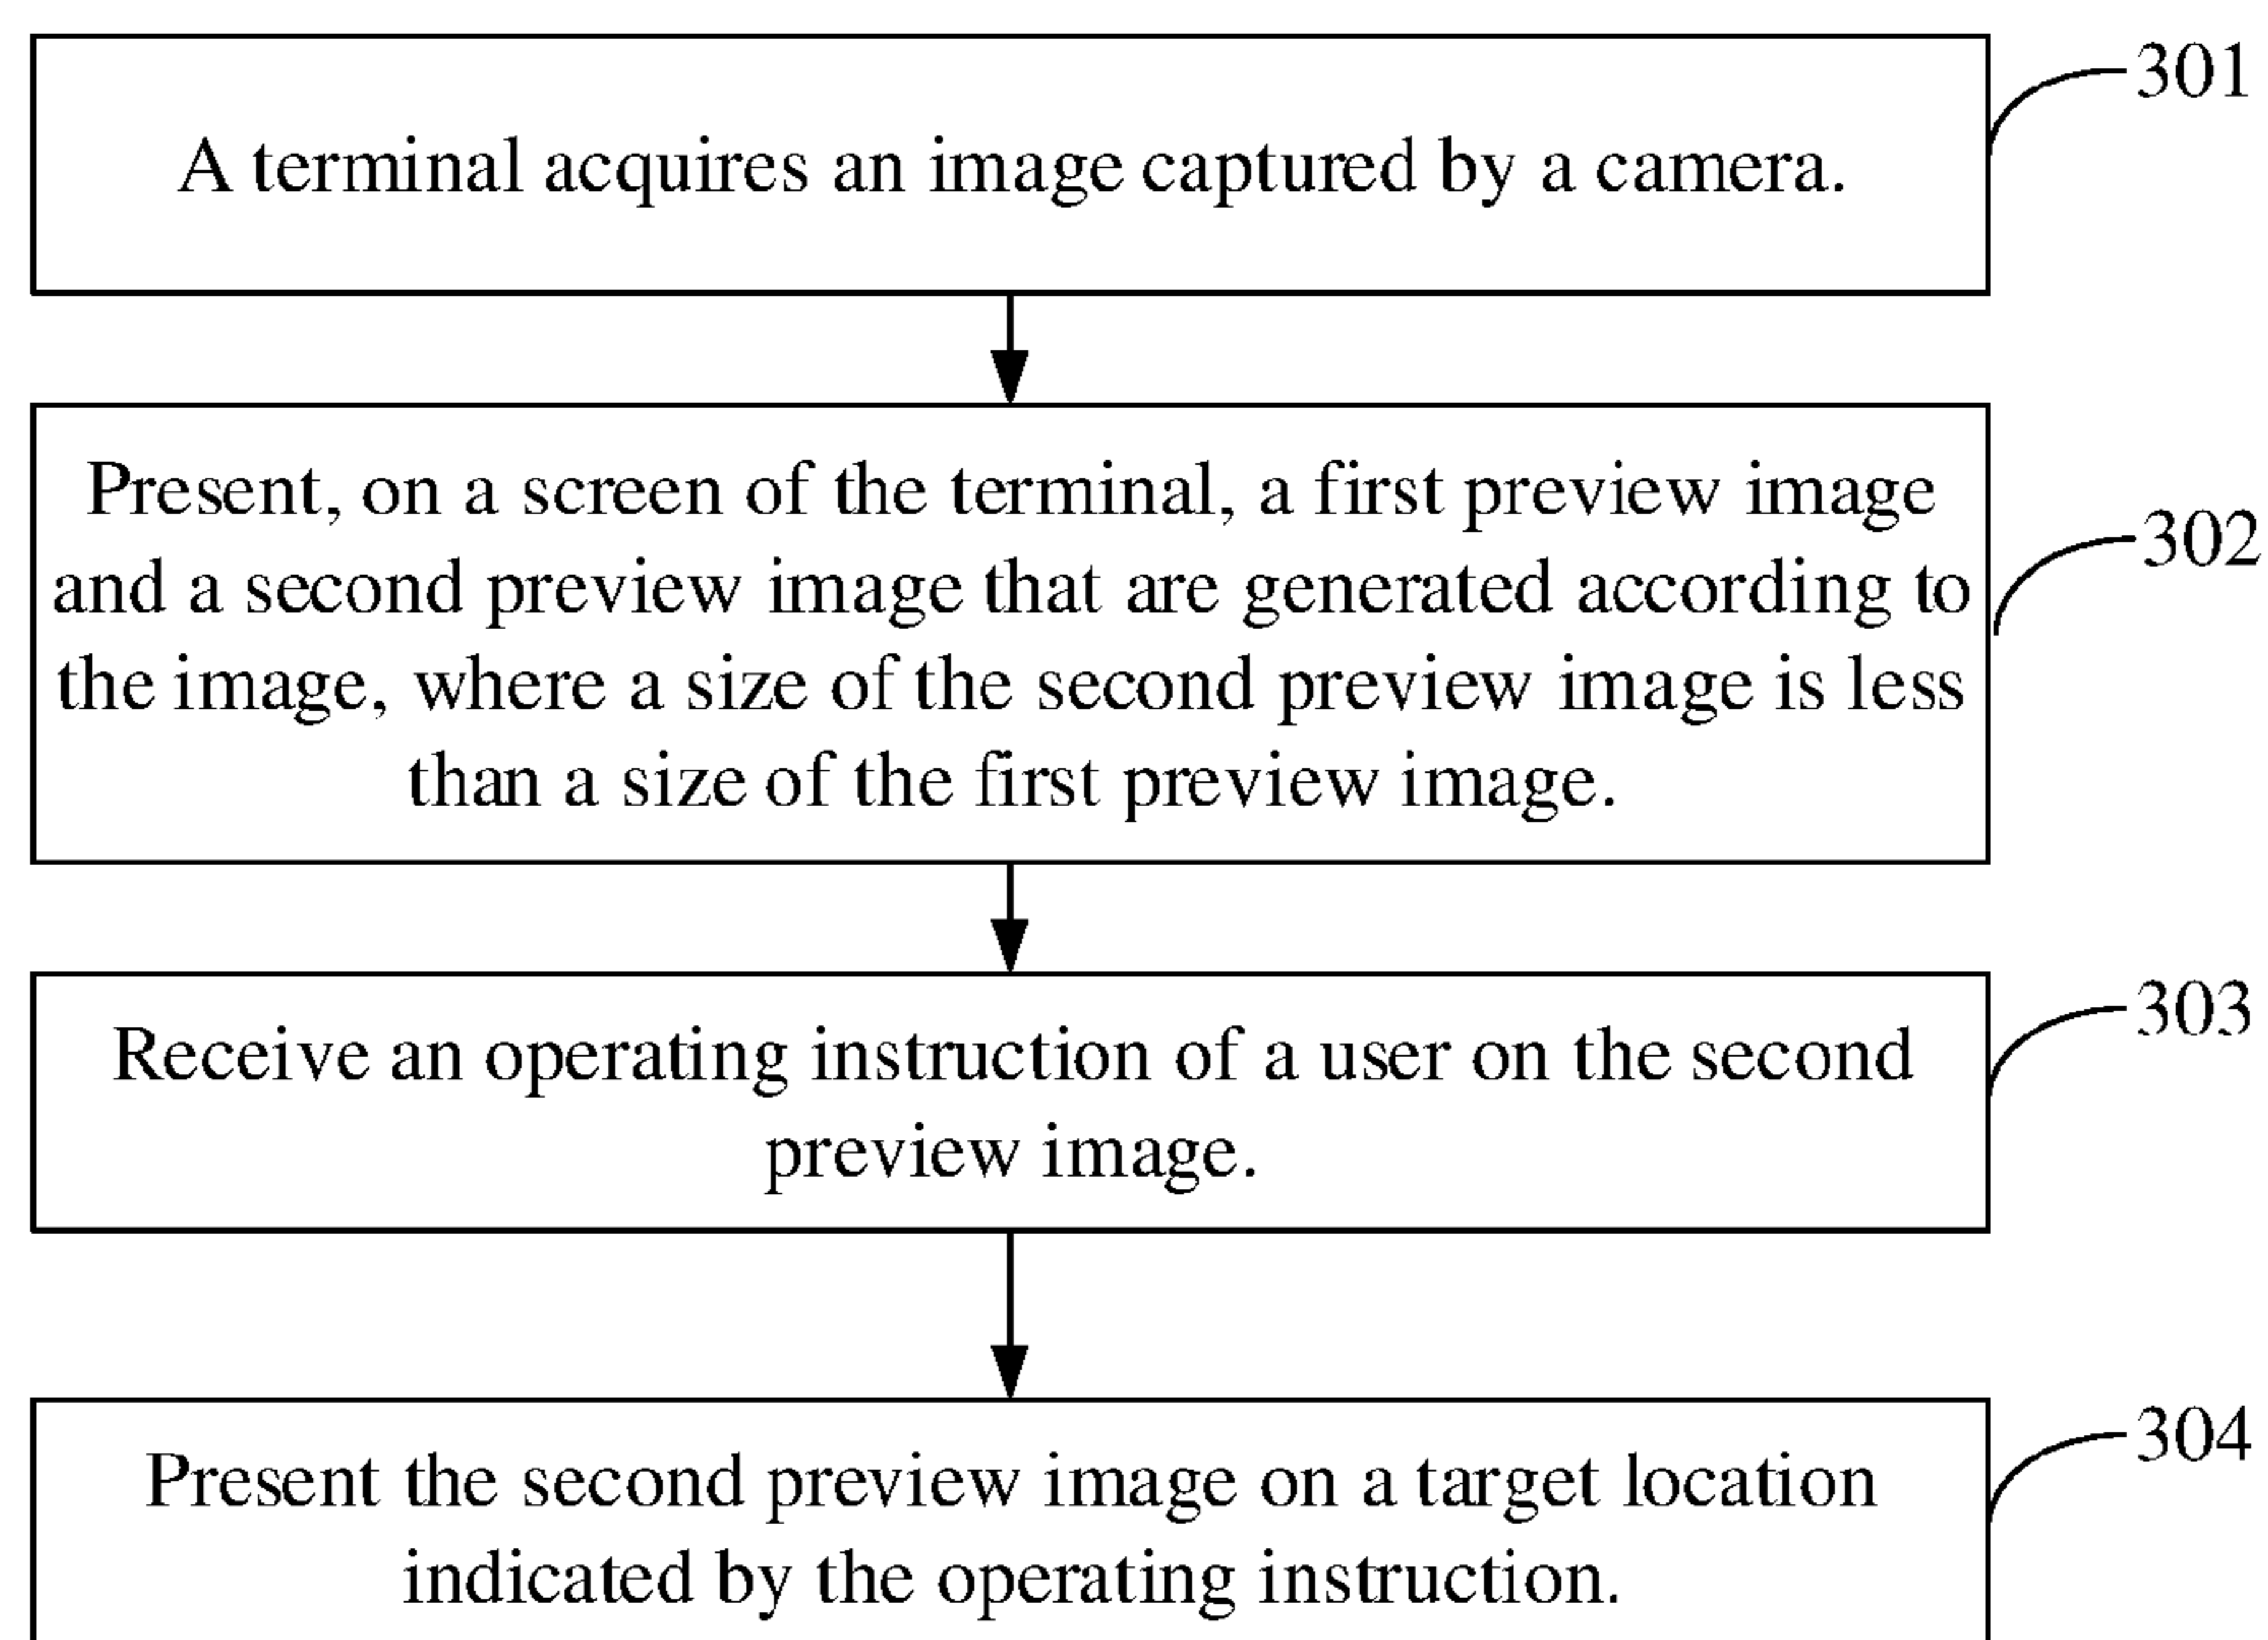 301
A terminal acquires an image captured by a camera.
Present, on a screen of the terminal, a first preview image
and a second preview image that are generated according to
302
the image, where a size of the second preview image is less
than a size of the first preview image.
303
Receive an operating instruction of a user on the second
preview image.
304
Present the second preview image on a target location
indicated by the operating instruction.